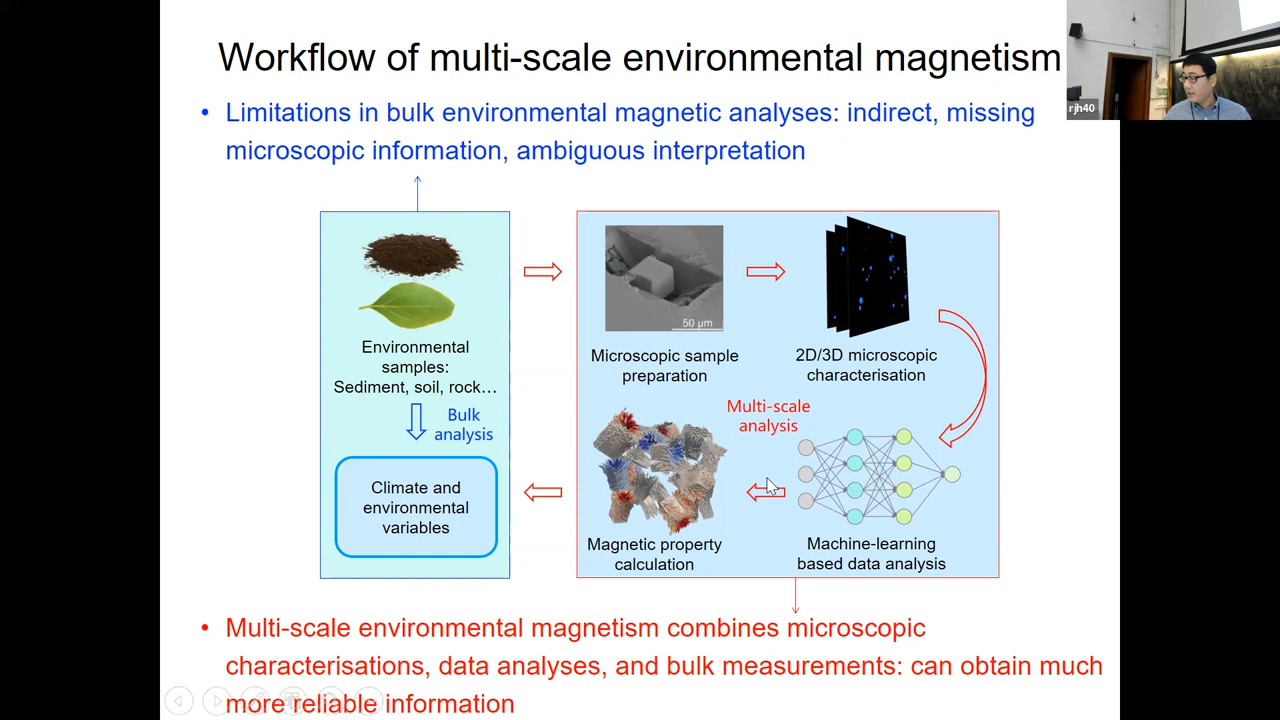 Workflow of multi-scale environmental magnetism
rjh40
• Limitations in bulk environmental magnetic analyses: indirect, missing
microscopic information, ambiguous interpretation
50 μm
Environmental
samples:
Sediment, soil, rock…
Microscopic sample
preparation
2D/3D microscopic
characterisation
Bulk
analysis
Multi-scale
analysis
Climate and
environmental
variables
Magnetic property
calculation
Machine-learning
based data analysis
• Multi-scale environmental magnetism combines microscopic
characterisations, data analyses, and bulk measurements: can obtain much
more reliable information